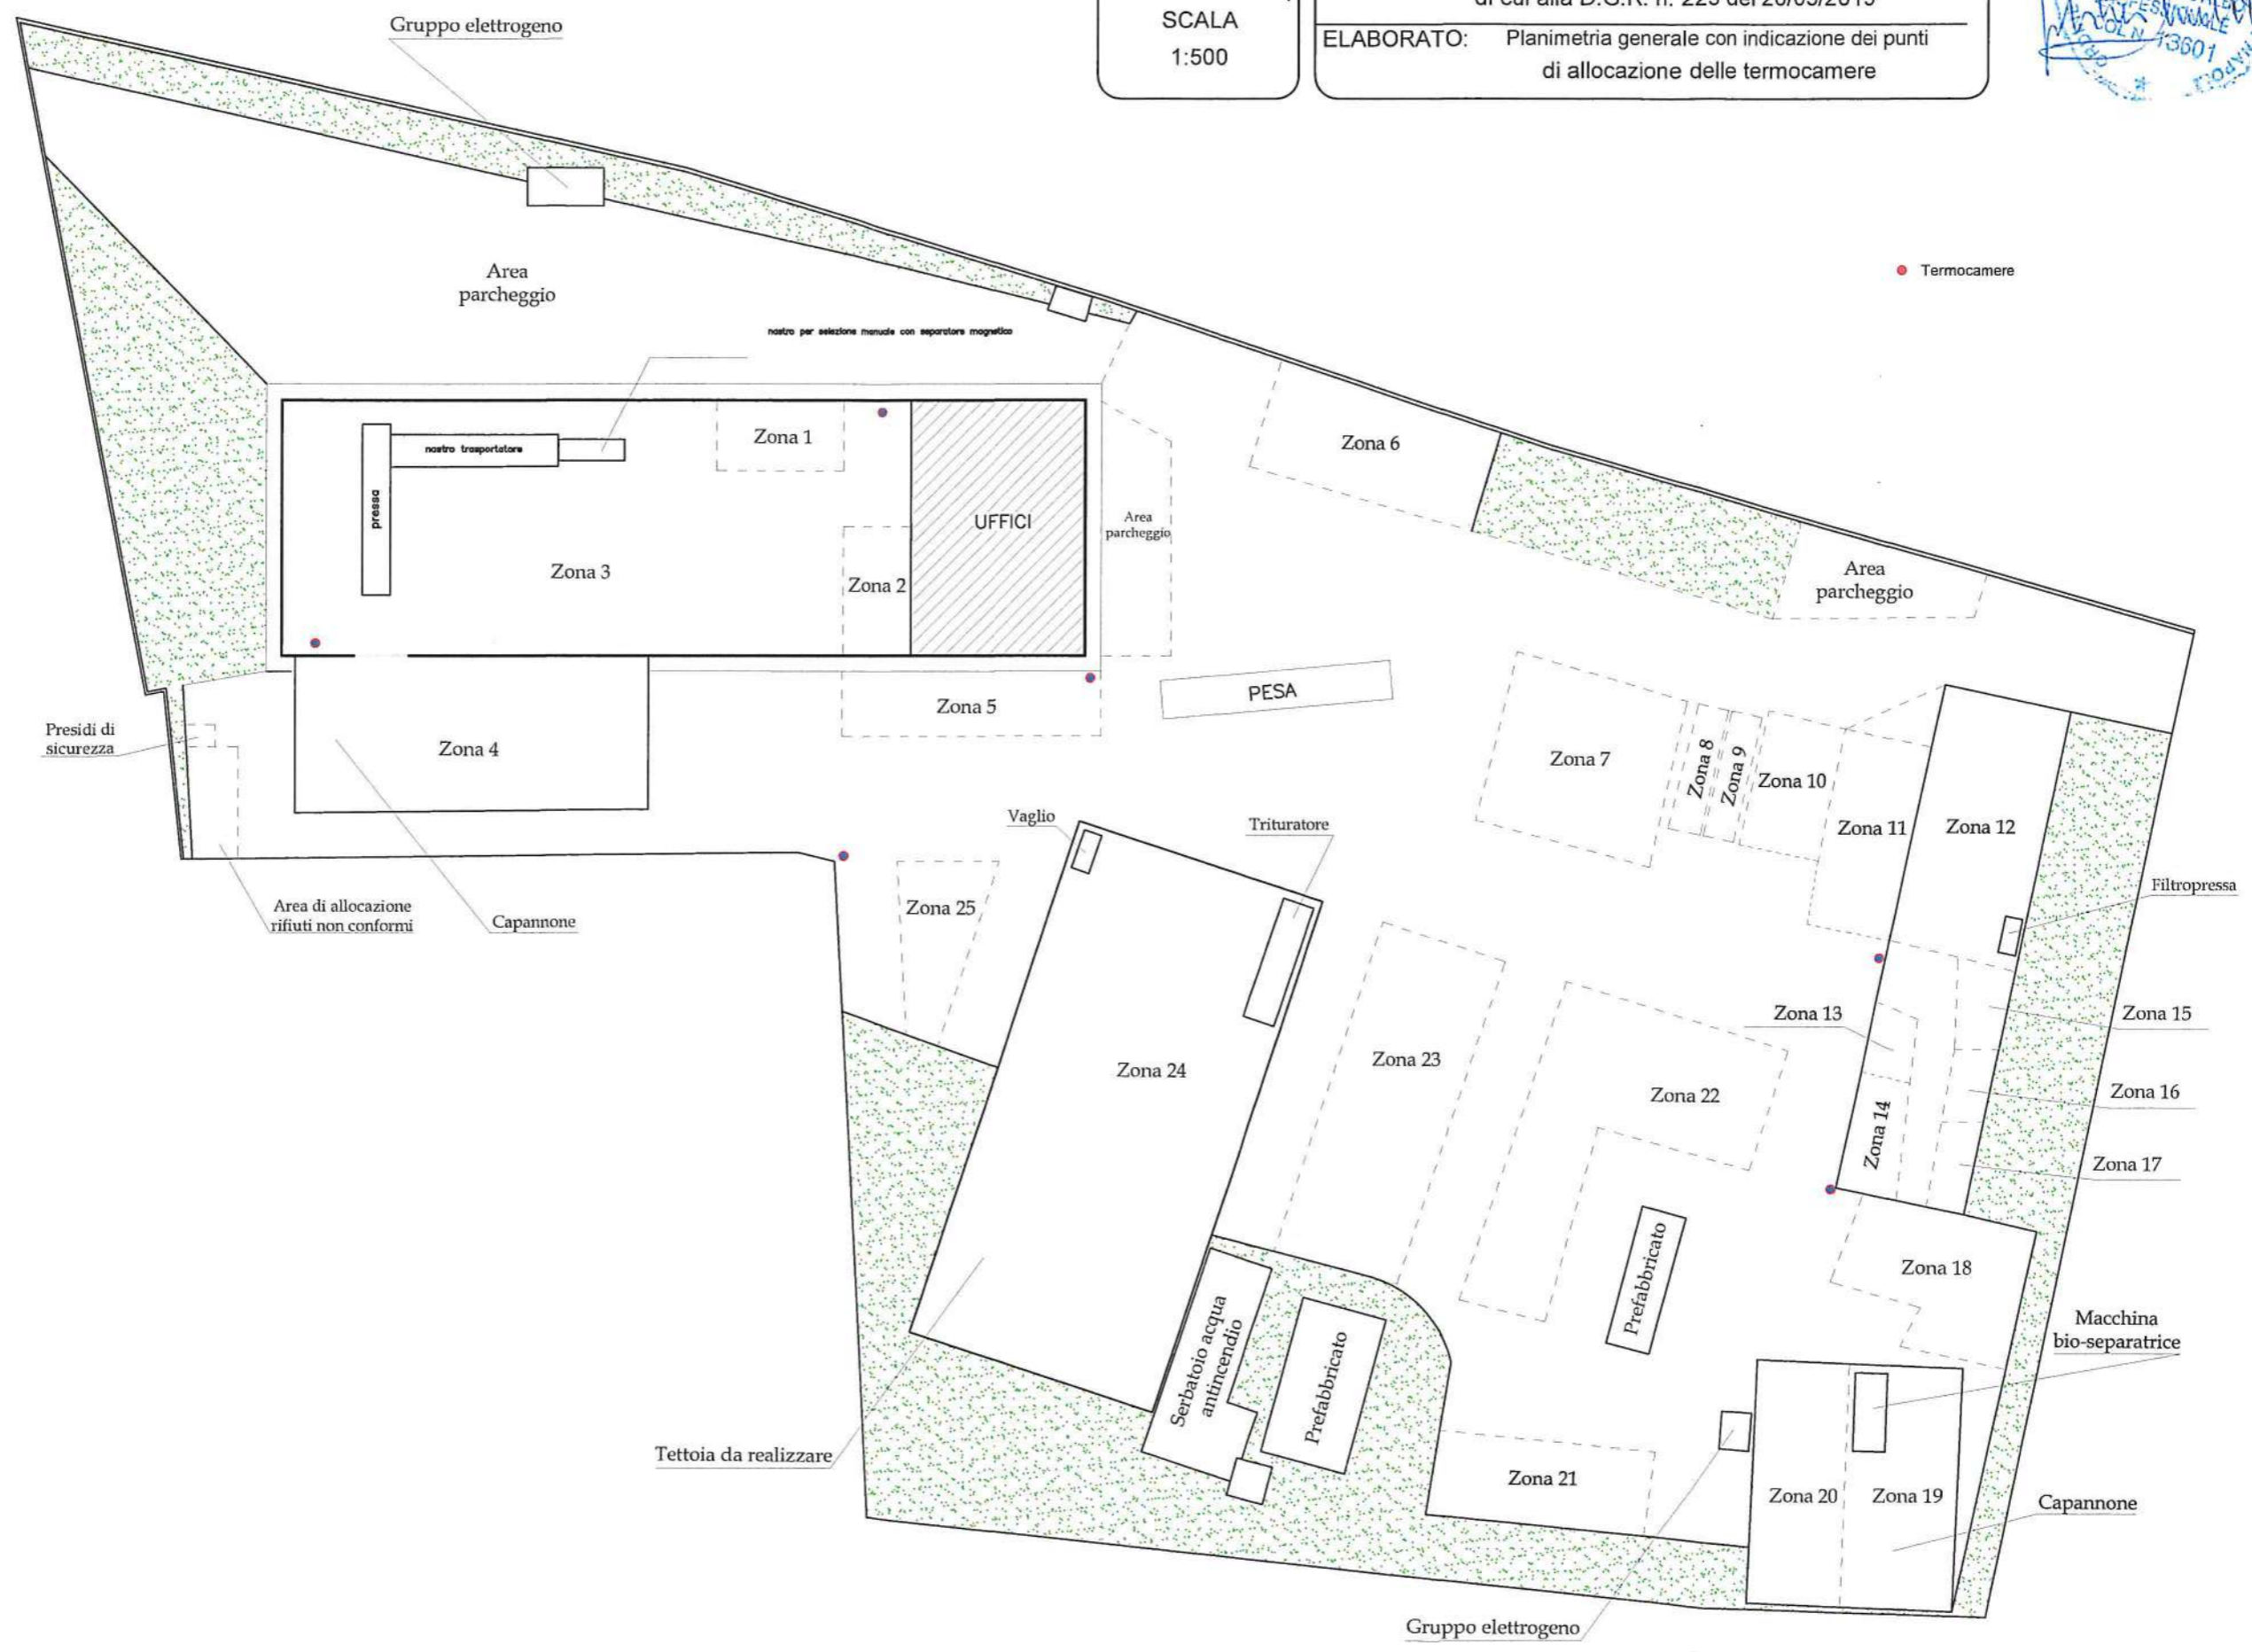 SCALA
1:500
ELABORATO: Planimetria generale con indicazione dei punti
di allocazione delle termocamere
13601
Gruppo elettrogeno
Termocamere
Area
parcheggio
nastro per selezione manuale con separatore magnetico
Zona 1
nastro trasportatore
pressa
Zona 3
Zona 2
UFFICI
Area
parcheggio
Zona 6
Area
parcheggio
Zona 5
PESA
Presidi di
sicurezza
Zona 4
Zona 7
Zona 8
Zona 9
Zona 10
Zona 11
Zona 12
Vaglio
Trituratore
Filtropressa
Area di allocazione
rifiuti non conformi
Capannone
Zona 25
Zona 13
Zona 15
Zona 24
Zona 23
Zona 22
Zona 16
Zona 14
Zona 17
Zona 18
Prefabbricato
Serbatoio acqua
antincendio
Prefabbricato
Macchina
bio-separatrice
Tettoia da realizzare
Zona 21
Zona 20
Zona 19
Capannone
Gruppo elettrogeno